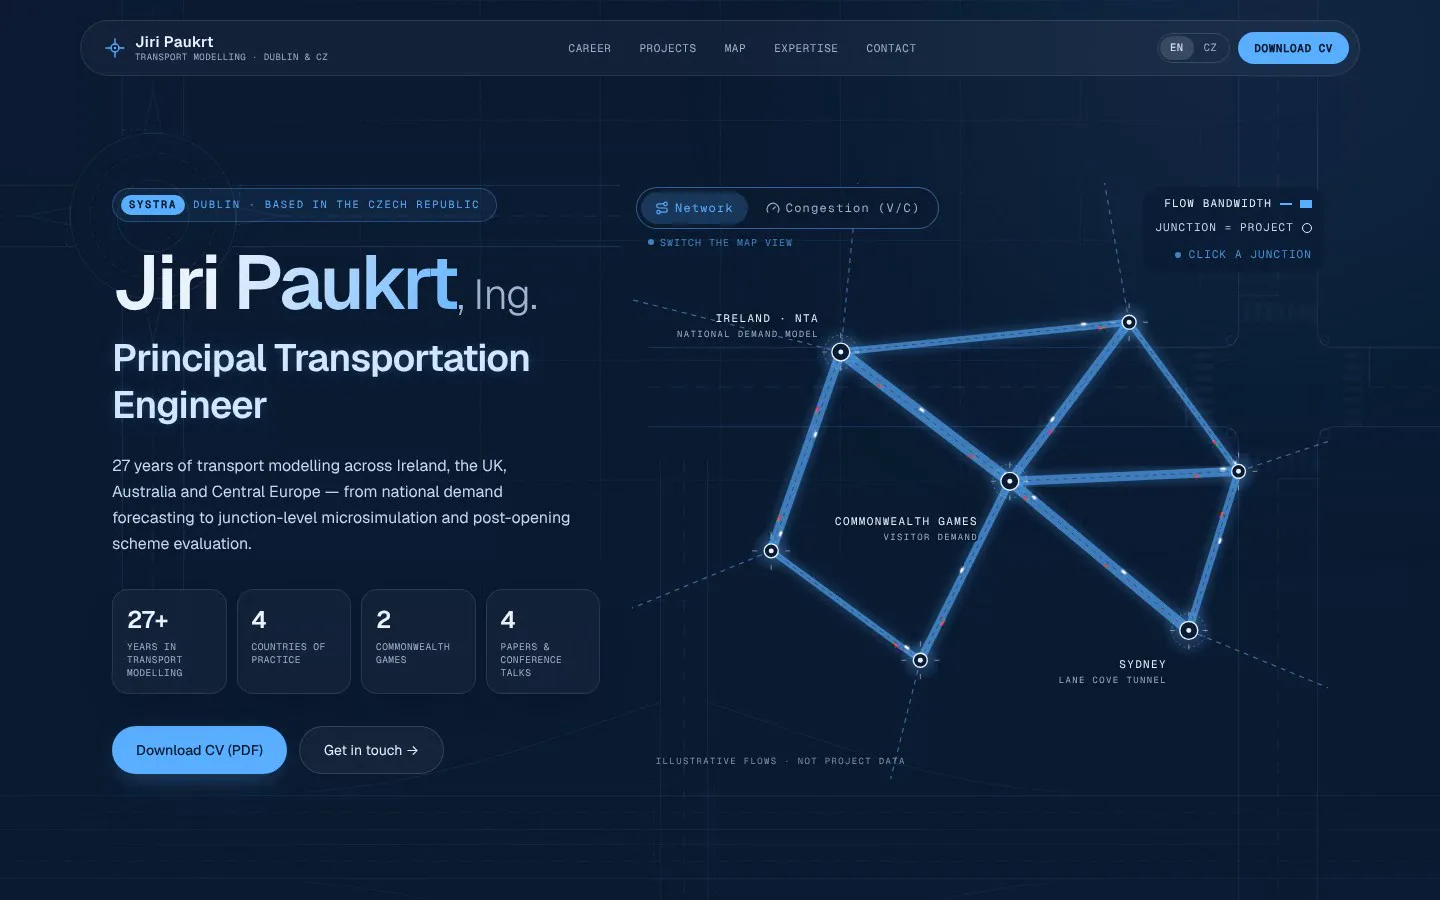 Jiri Paukrt
TRANSPORT MODELLING · DUBLIN & CZ
CAREER
PROJECTS
MAP
EXPERTISE
CONTACT
EN
CZ
DOWNLOAD CV
SYSTRA
DUBLIN · BASED IN THE CZECH REPUBLIC
Jiri Paukrt, Ing.
Principal Transportation
Engineer
27 years of transport modelling across Ireland, the UK,
Australia and Central Europe — from national demand
forecasting to junction-level microsimulation and post-opening
scheme evaluation.
27+
YEARS IN
TRANSPORT
MODELLING
4
COUNTRIES OF
PRACTICE
2
COMMONWEALTH
GAMES
4
PAPERS &
CONFERENCE
TALKS
Download CV (PDF)
Get in touch →
Network
Congestion (V/C)
SWITCH THE MAP VIEW
FLOW BANDWIDTH
JUNCTION = PROJECT
CLICK A JUNCTION
IRELAND · NTA
NATIONAL DEMAND MODEL
COMMONWEALTH GAMES
VISITOR DEMAND
SYDNEY
LANE COVE TUNNEL
ILLUSTRATIVE FLOWS · NOT PROJECT DATA